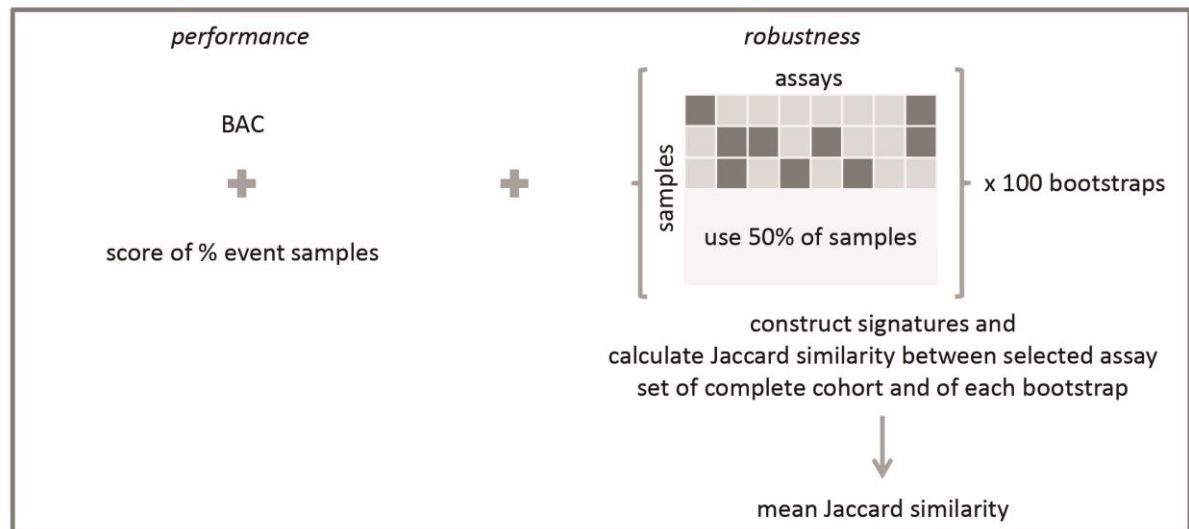 performance
BAC
score of % event samples
robustness
assays
samples
use 50% of samples
x 100 bootstraps
construct signatures and
calculate Jaccard similarity between selected assay
set of complete cohort and of each bootstrap
mean Jaccard similarity